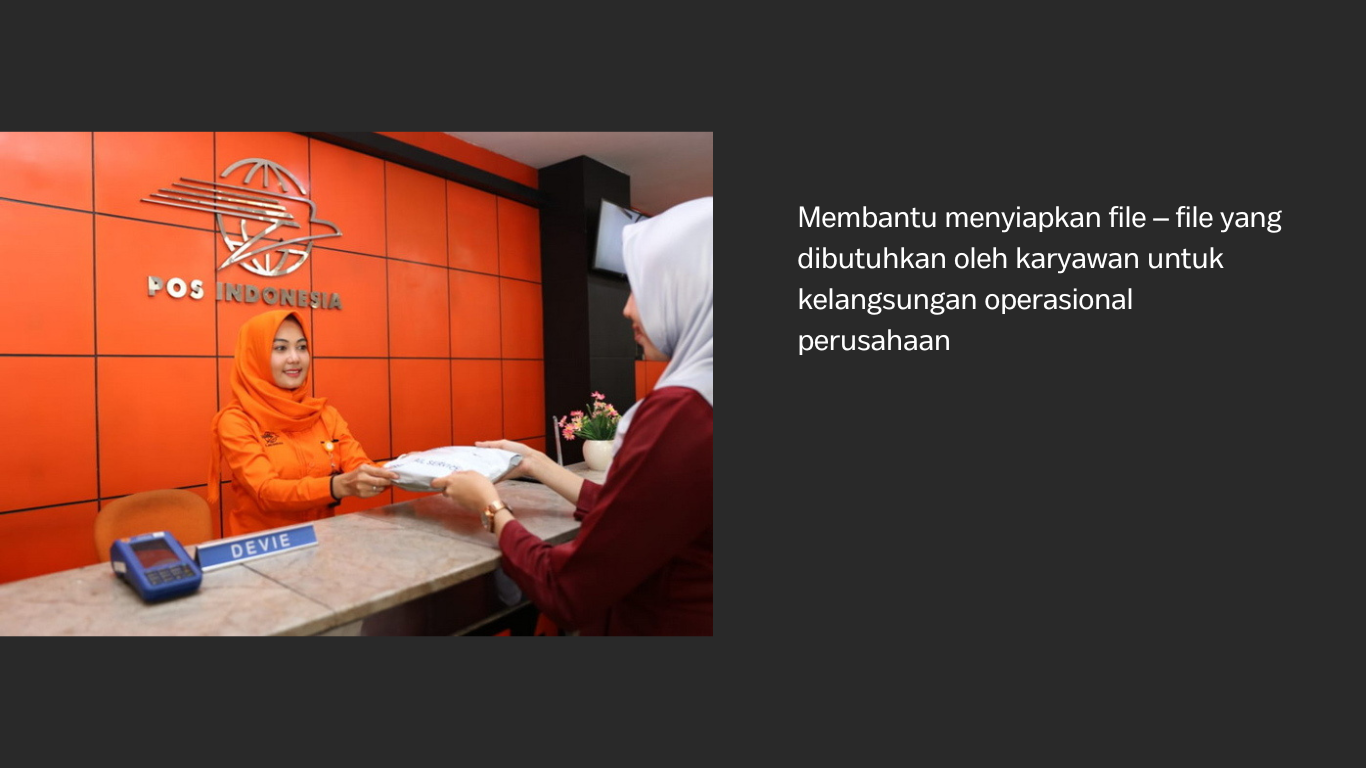 POS INDONESIA
DEVIE
Membantu menyiapkan file – file yang
dibutuhkan oleh karyawan untuk
kelangsungan operasional
perusahaan